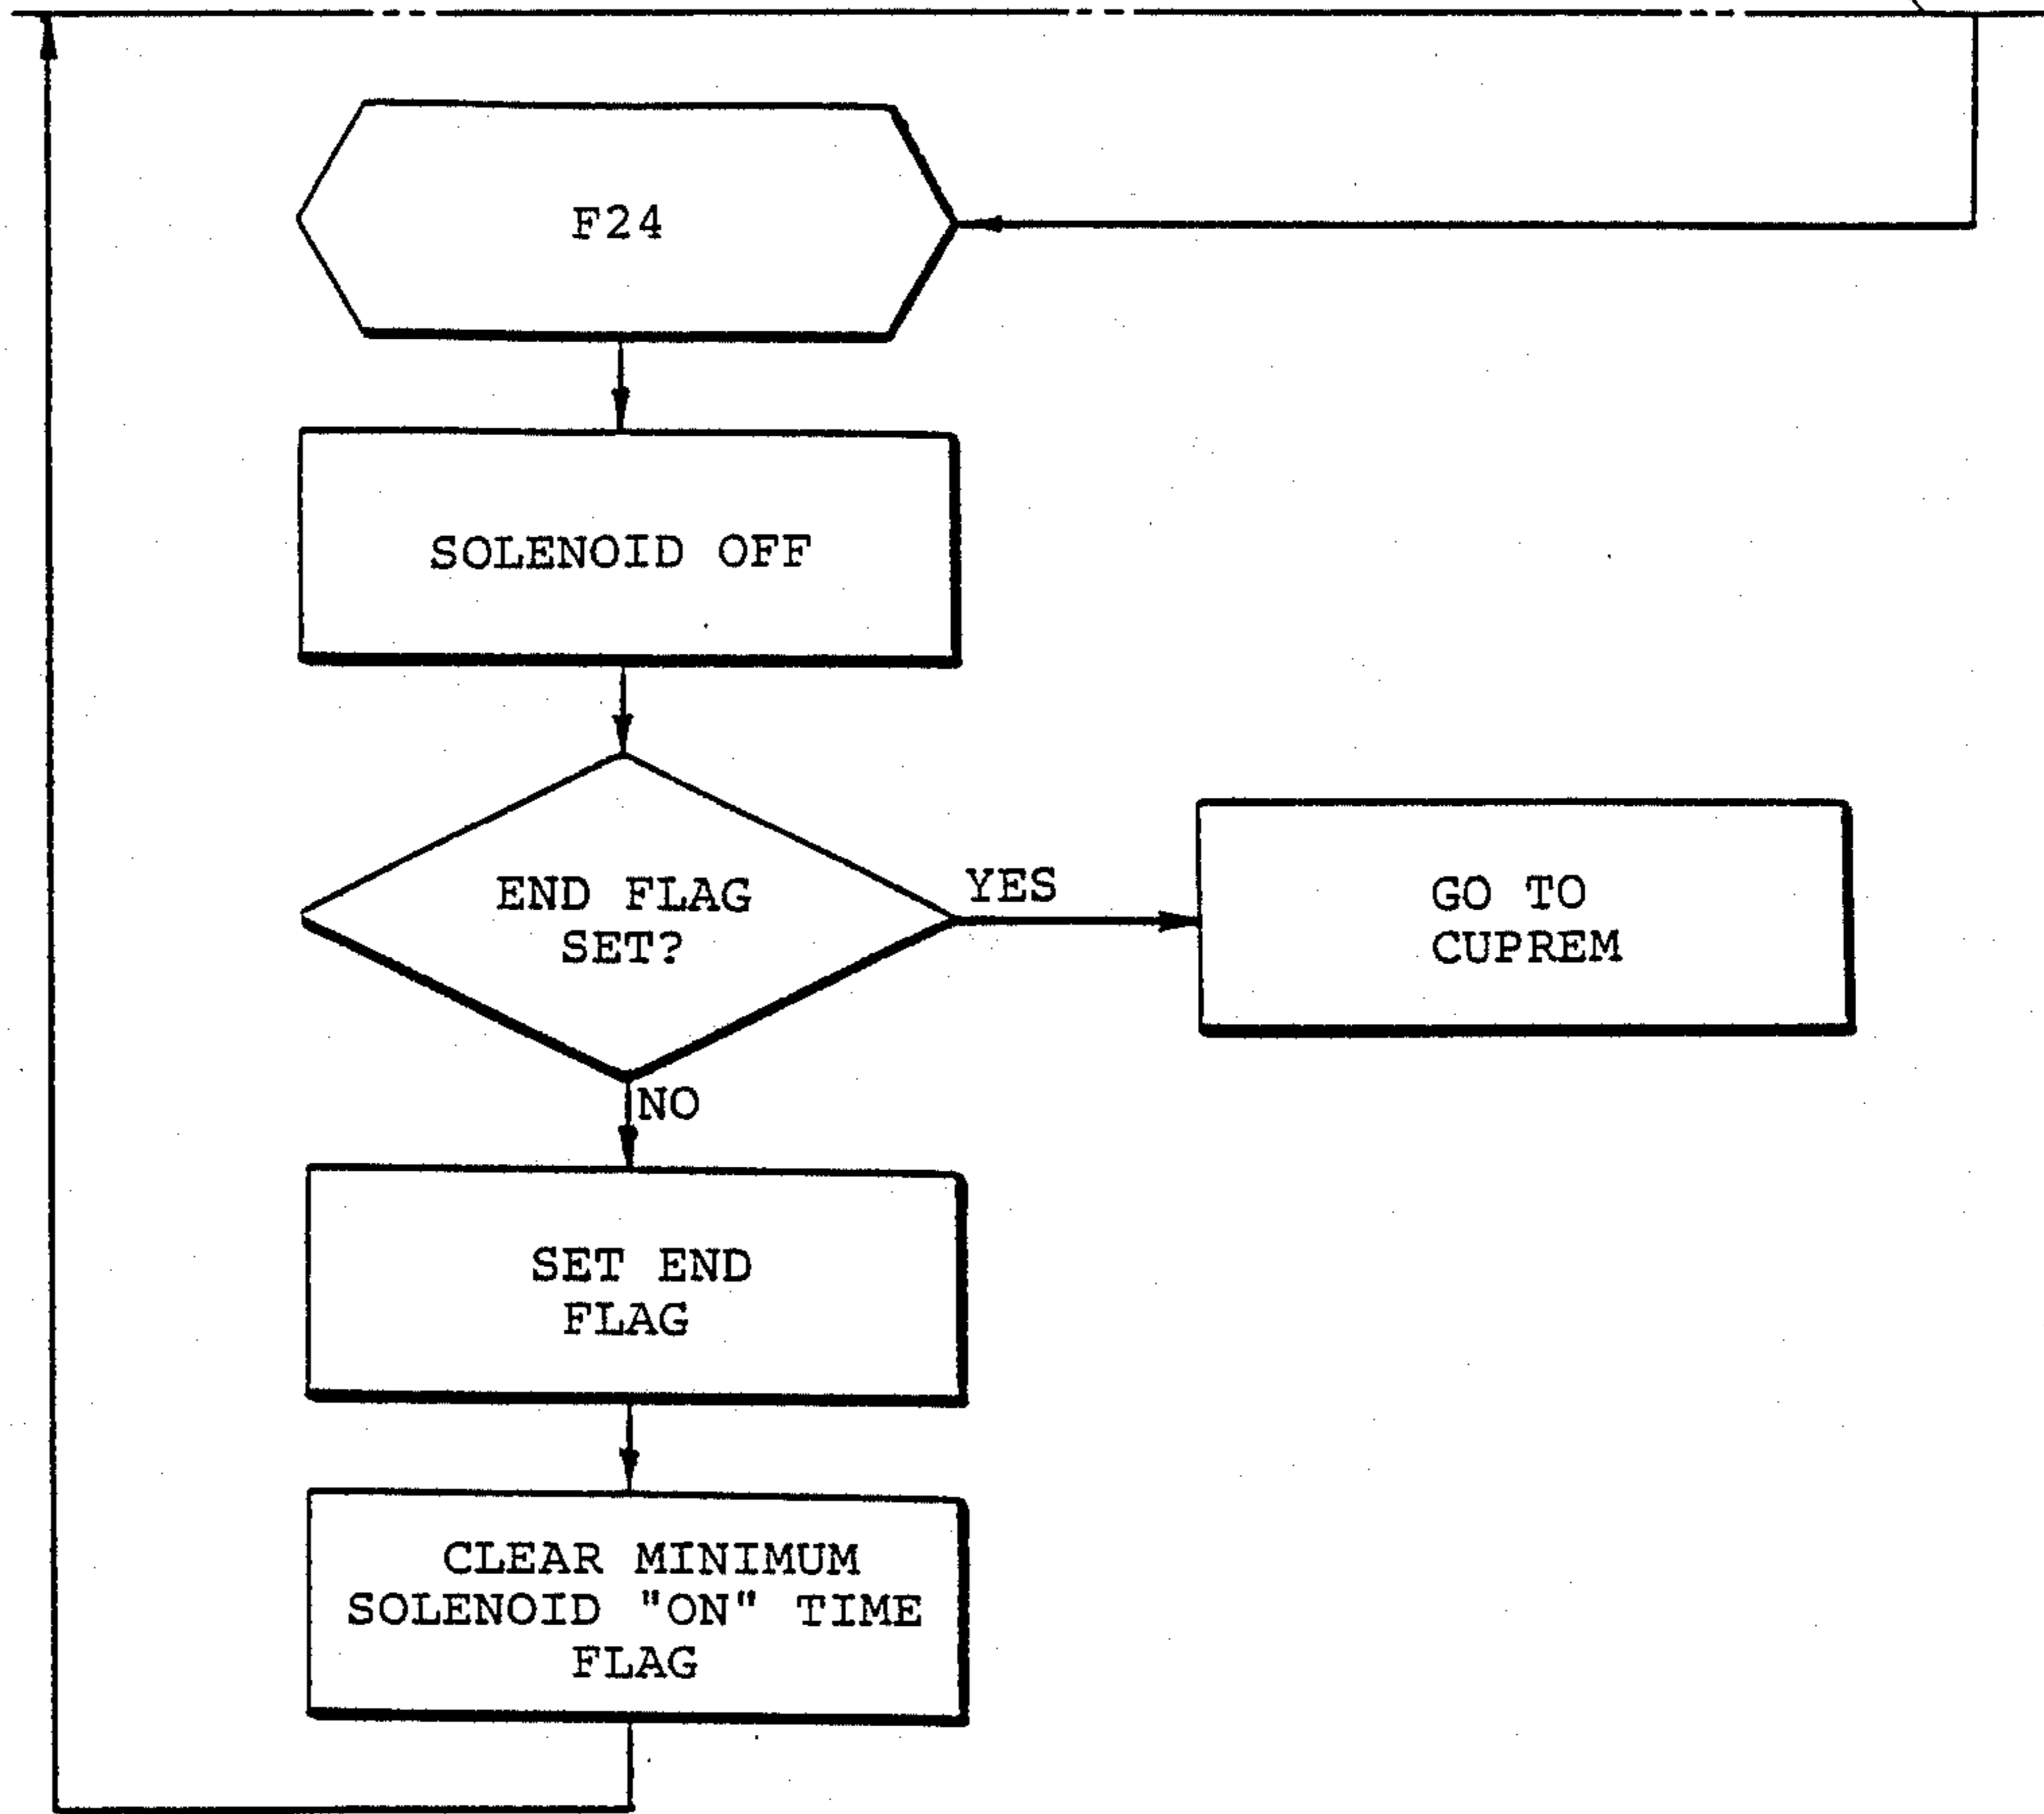 F24
SOLENOID OFF
END FLAG
SET?
YES
GO TO
CUPREM
NO
SET END
FLAG
CLEAR MINIMUM
SOLENOID "ON" TIME
FLAG